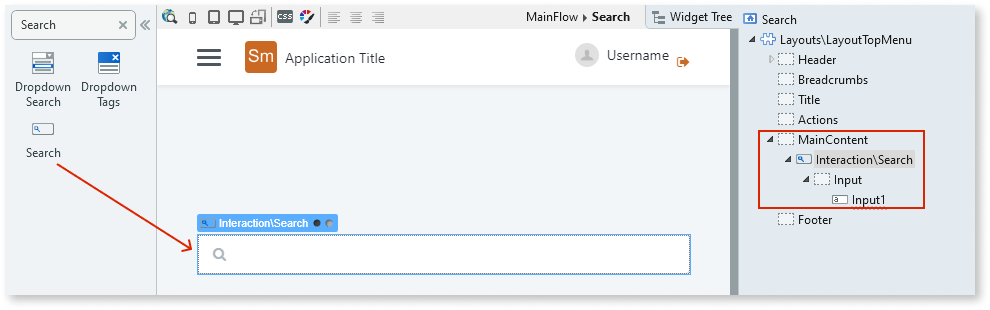 Search
Dropdown
Search
Dropdown
Tags
Search
CSS
MainFlow Search
Widget Tree
Sm Application Title
Username
Interaction\Search
Search
Layouts\LayoutTopMenu
Header
Breadcrumbs
Title
Actions
MainContent
Interaction\Search
Input
a Input1
Footer